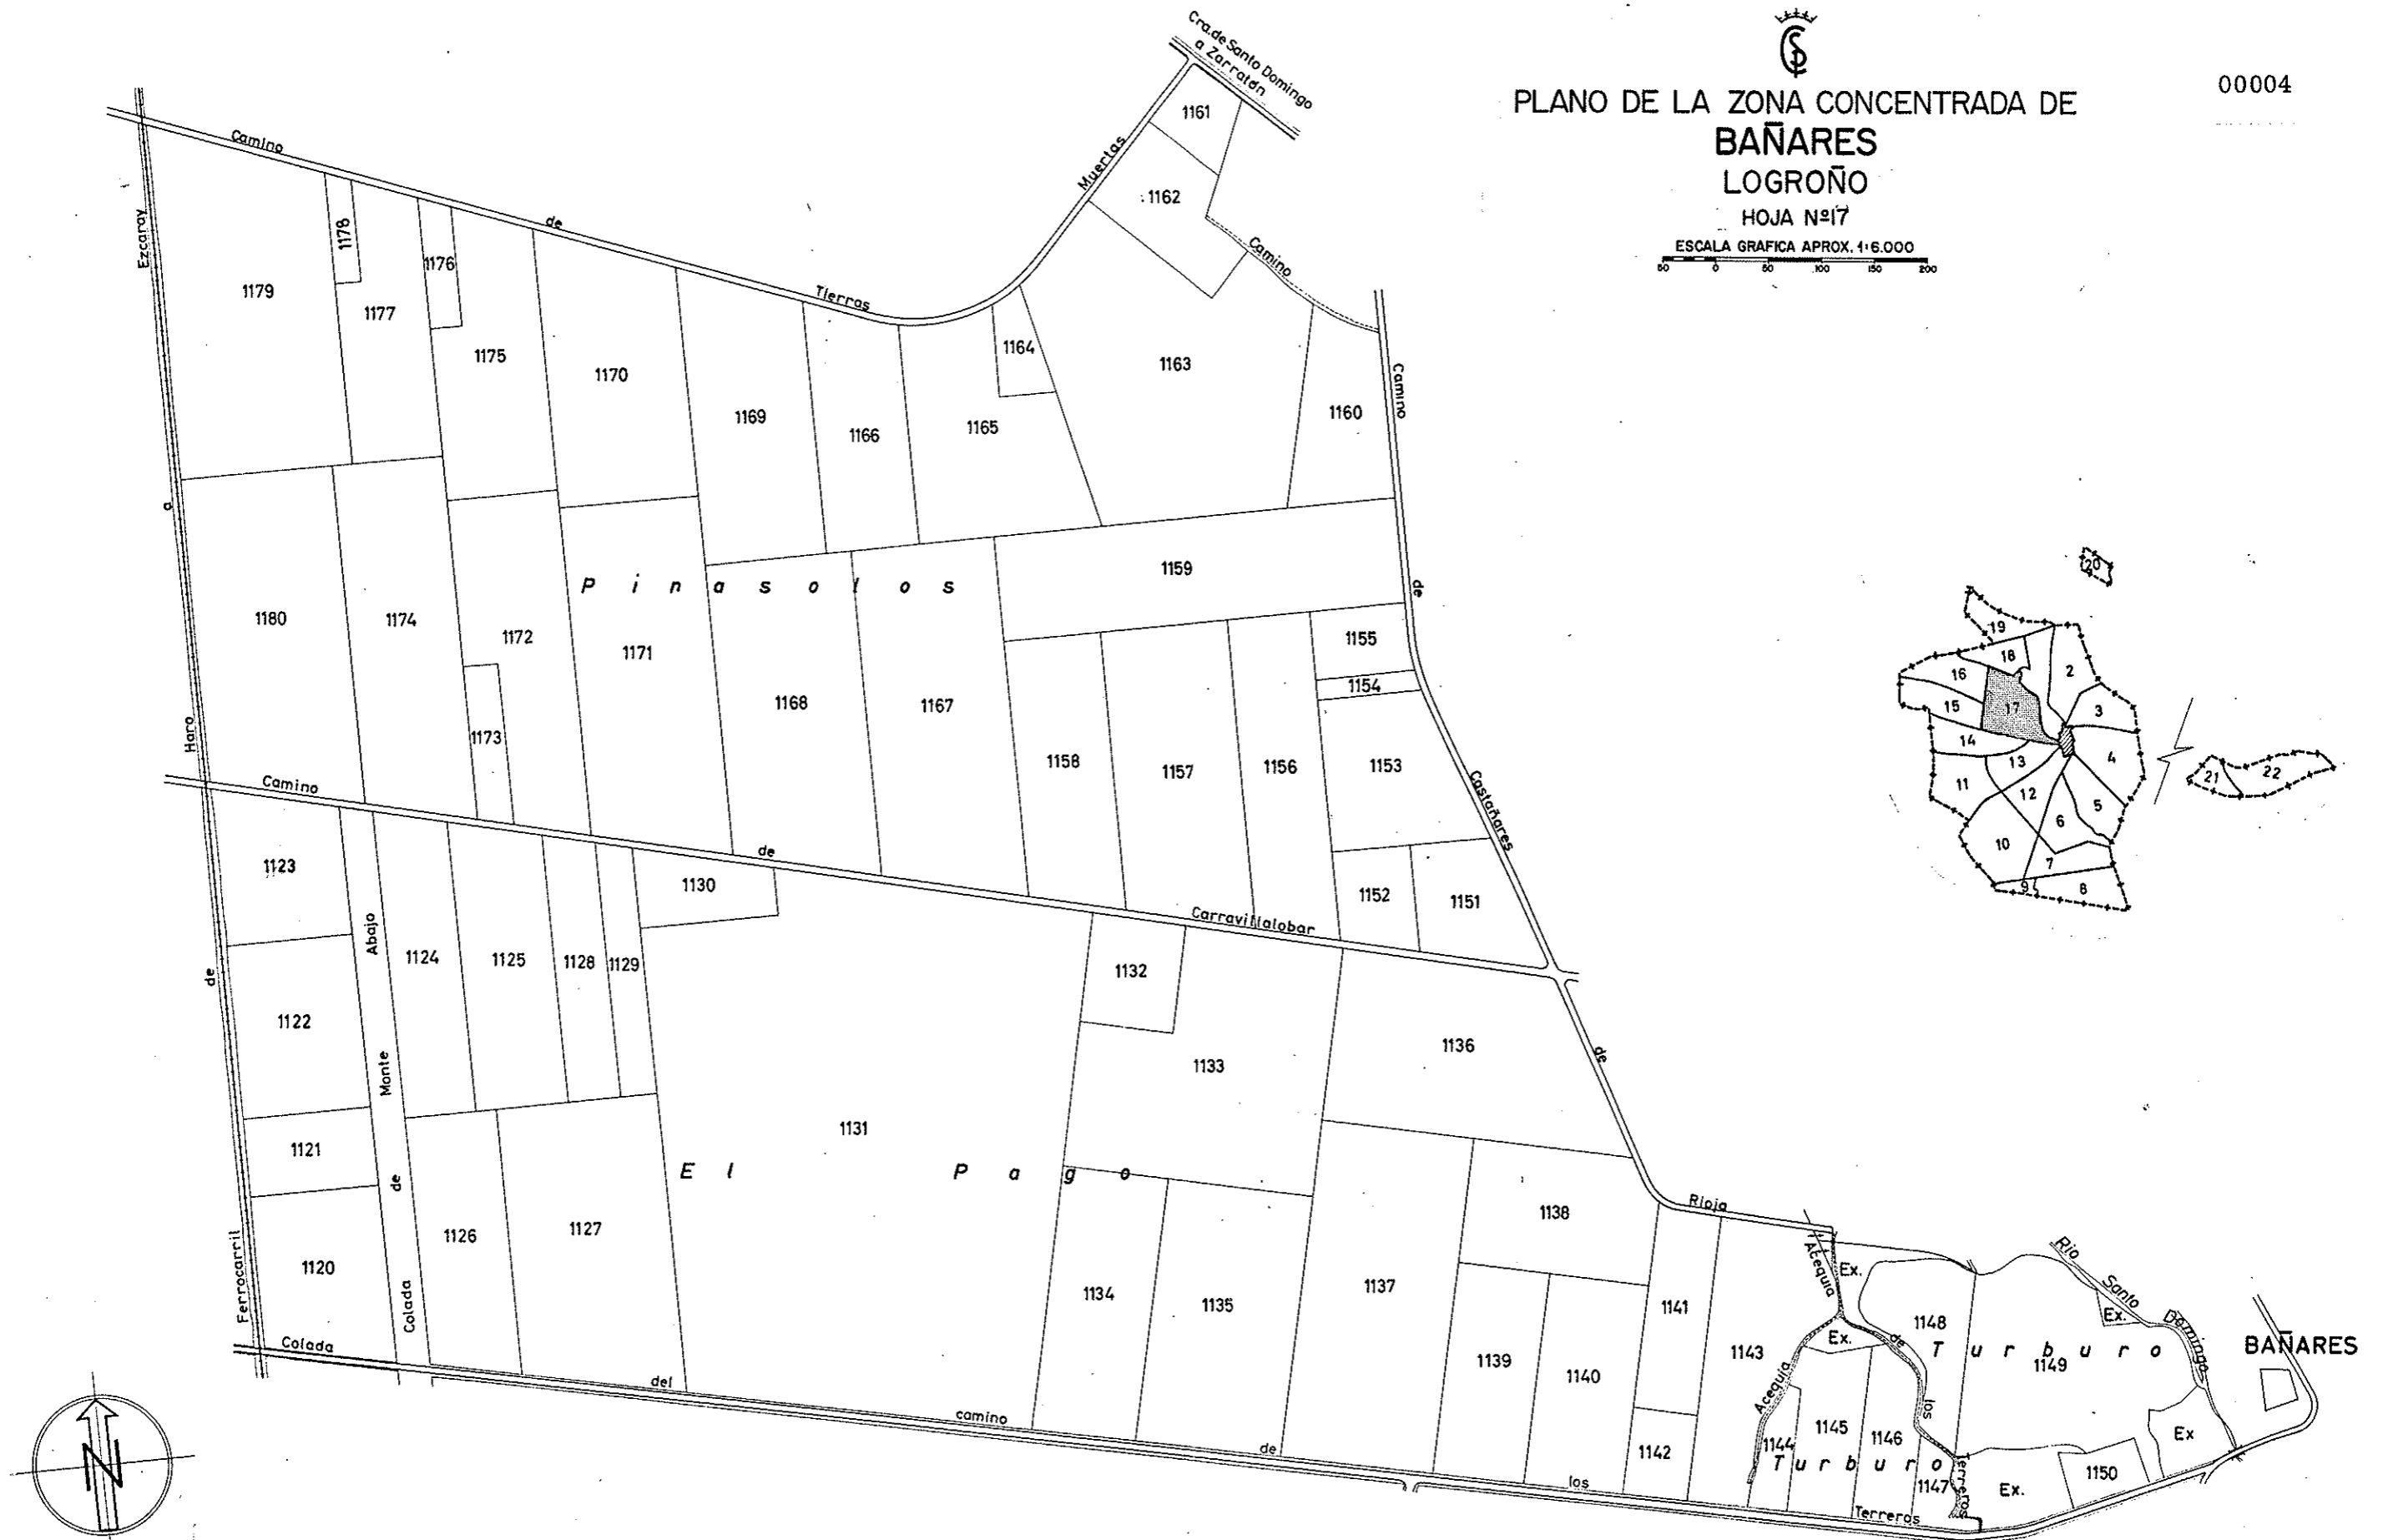 Cra.de Santo Domingo
a Zarratón
00004
PLANO DE LA ZONA CONCENTRADA DE
BAÑARES
LOGROÑO
HOJA Nº17
ESCALA GRAFICA APROX. 1:6.000
50 0 50 100 150 200
Camino de Tierras Muertas
Camino
Ferrocarril de Haro a Ezcaray
Camino de Castañares de Rioja
Camino de Carravillalobar
Colada de Monte Abajo
Colada del camino de los Terreros
1161
1162
1178
1176
1179
1177
1175
1170
1164
1163
1169
1166
1165
1160
Pinasolos
1159
1180
1174
1172
1171
1155
1154
1168
1167
1173
1158
1157
1156
1153
1123
1130
1152
1151
1124
1125
1128
1129
1132
1122
1133
1136
1131
1121
El Pago
1126
1127
1138
1120
1134
1135
1137
1141
1139
1140
1143
1142
Acequia de los Terreros
Acequia
Ex.
Ex.
Ex.
Rio Santo Domingo
1148
Turburo
1149
BAÑARES
1145
1146
1144
Turburo
1147
Ex.
1150
Ex
20
19
18
2
16
17
3
15
14
13
4
11
12
5
6
10
7
9
8
21
22
N